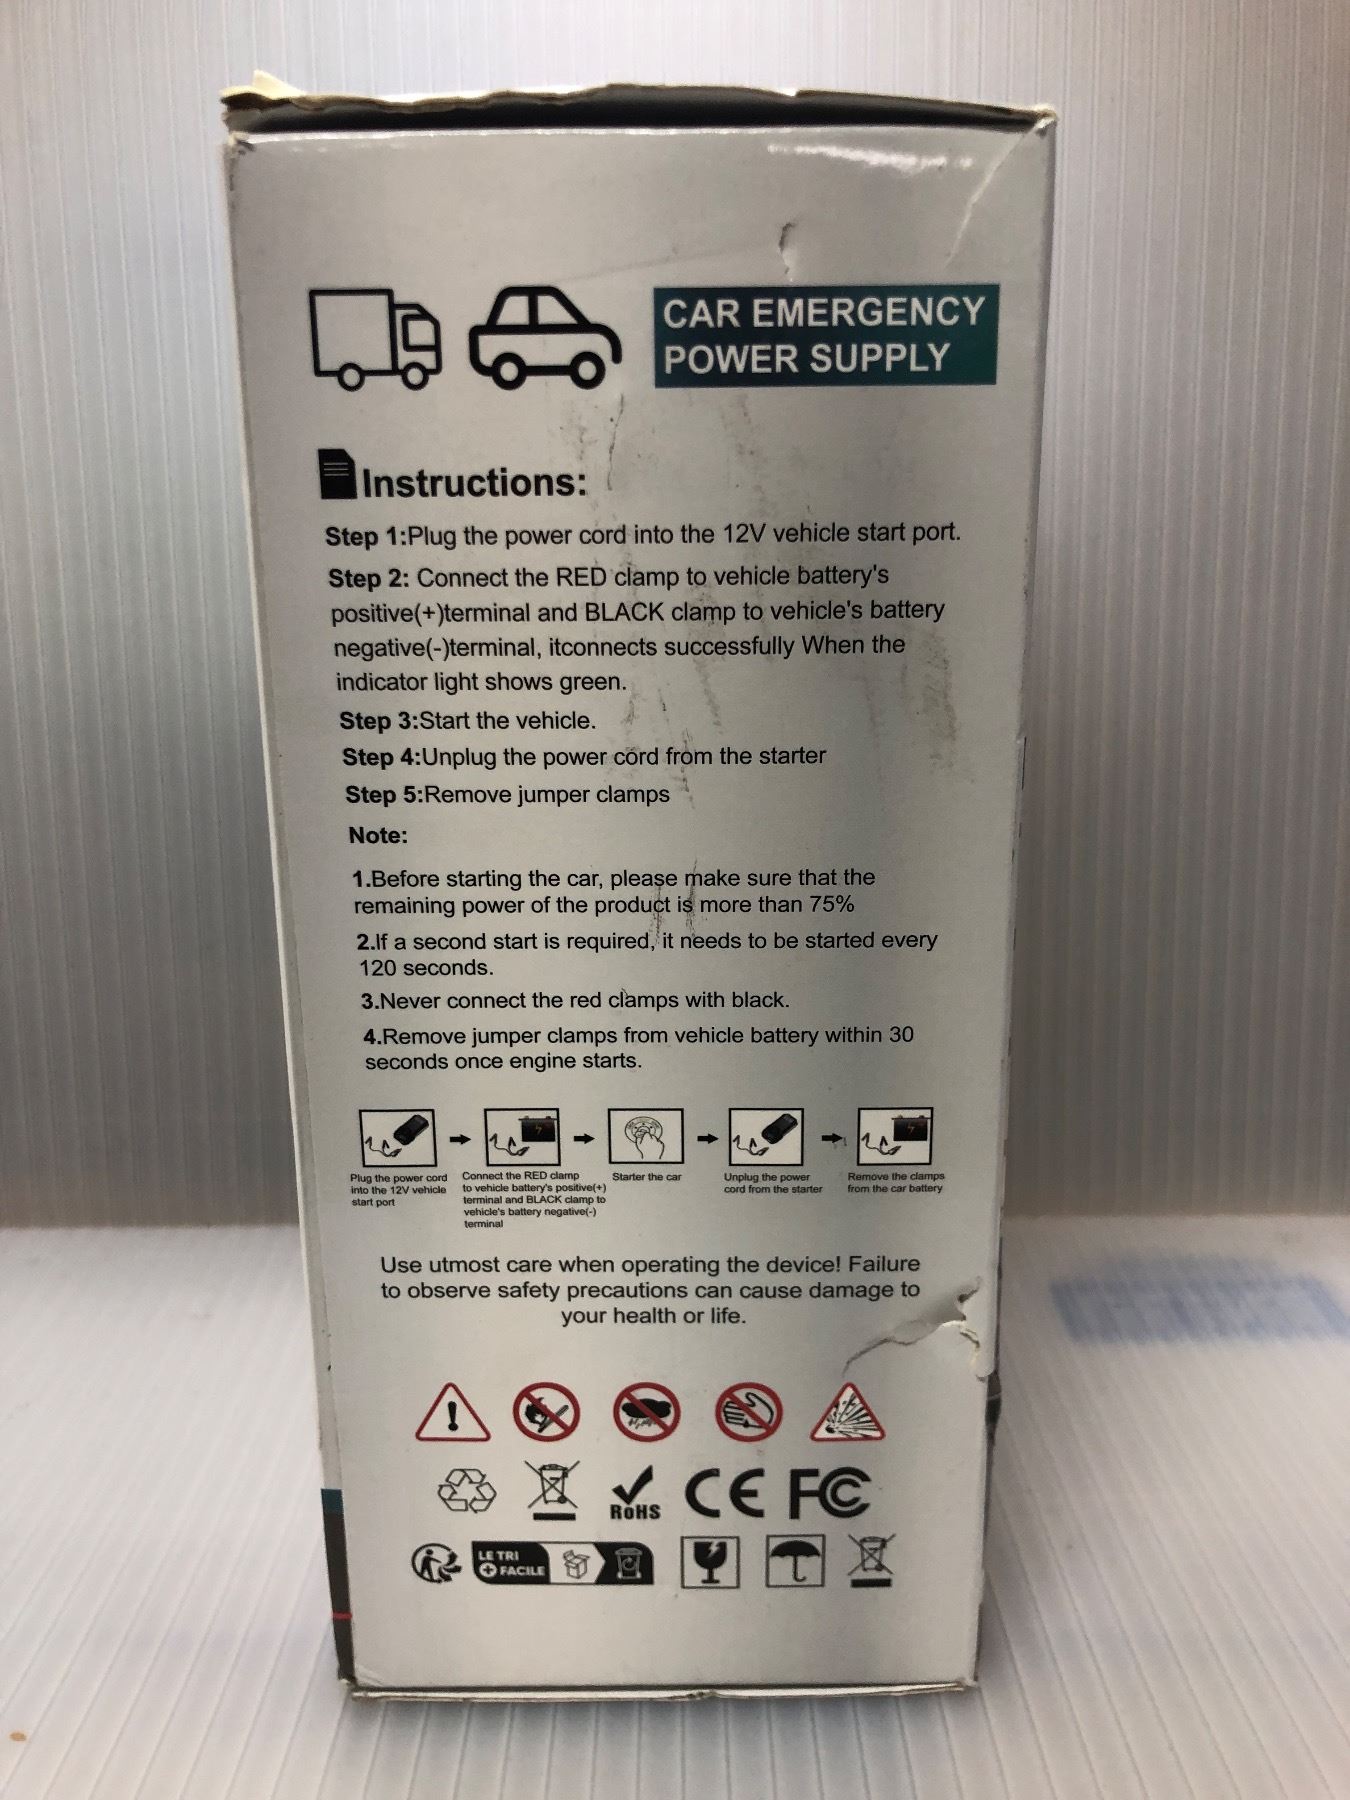 CAR EMERGENCY
POWER SUPPLY
Instructions:
Step 1:Plug the power cord into the 12V vehicle start port.
Step 2: Connect the RED clamp to vehicle battery's
positive(+)terminal and BLACK clamp to vehicle's battery
negative(-)terminal, itconnects successfully When the
indicator light shows green.
Step 3:Start the vehicle.
Step 4:Unplug the power cord from the starter
Step 5:Remove jumper clamps
Note:
1.Before starting the car, please make sure that the
remaining power of the product is more than 75%
2.If a second start is required, it needs to be started every
120 seconds.
3.Never connect the red clamps with black.
4.Remove jumper clamps from vehicle battery within 30
seconds once engine starts.
Plug the power cord
into the 12V vehicle
start port
Connect the RED clamp
to vehicle battery's positive(+)
terminal and BLACK clamp to
vehicle's battery negative(-)
terminal
Starter the car
Unplug the power
cord from the starter
Remove the clamps
from the car battery
Use utmost care when operating the device! Failure
to observe safety precautions can cause damage to
your health or life.
RoHS
CE FC
LE TRI
+ FACILE